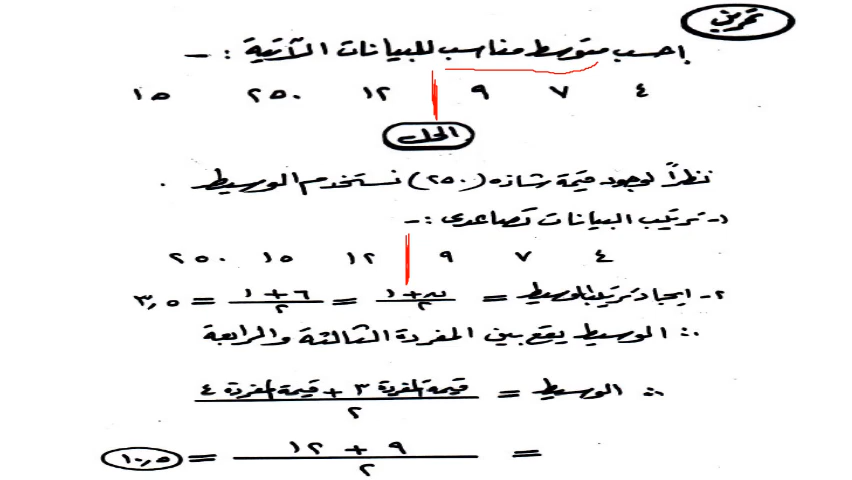 تمرين
احسب متوسط مناسب للبيانات الآتية : -
٤ ٧ ٩ ١٢ ٢٥٠ ١٥
الحل
نظراً لوجود قيمة شاذه (٢٥٠) نستخدم الوسيط .
١- ترتيب البيانات تصاعدى : -
٤ ٧ ٩ ١٢ ١٥ ٢٥٠
٢- ايجاد ترتيب الوسيط = (ن + ١) / ٢ = (٦ + ١) / ٢ = ٣,٥
∴ الوسيط يقع بين المفردة الثالثة والرابعة
∴ الوسيط = (قيمة المفردة ٣ + قيمة المفردة ٤) / ٢
= (٩ + ١٢) / ٢ = ١٠,٥